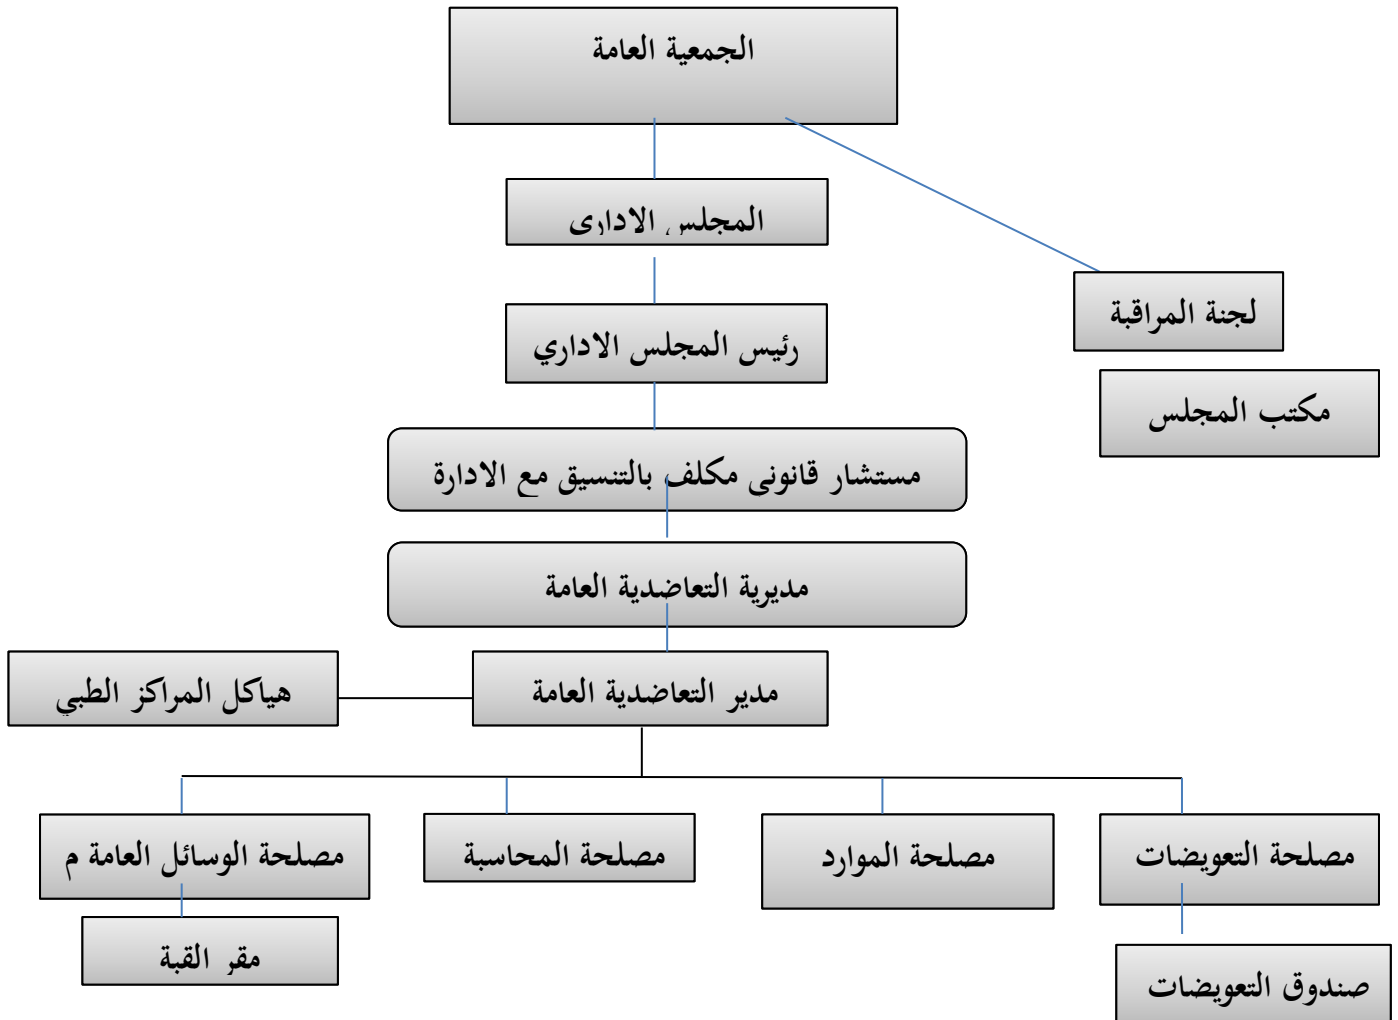 الجمعية العامة
المجلس الادارى
لجنة المراقبة
رئيس المجلس الاداري
مكتب المجلس
مستشار قانونى مكلف بالتنسيق مع الادارة
مديرية التعاضدية العامة
هياكل المراكز الطبي
مدير التعاضدية العامة
مصلحة التعويضات
مصلحة الموارد
مصلحة المحاسبة
مصلحة الوسائل العامة م
مقر القبة
صندوق التعويضات